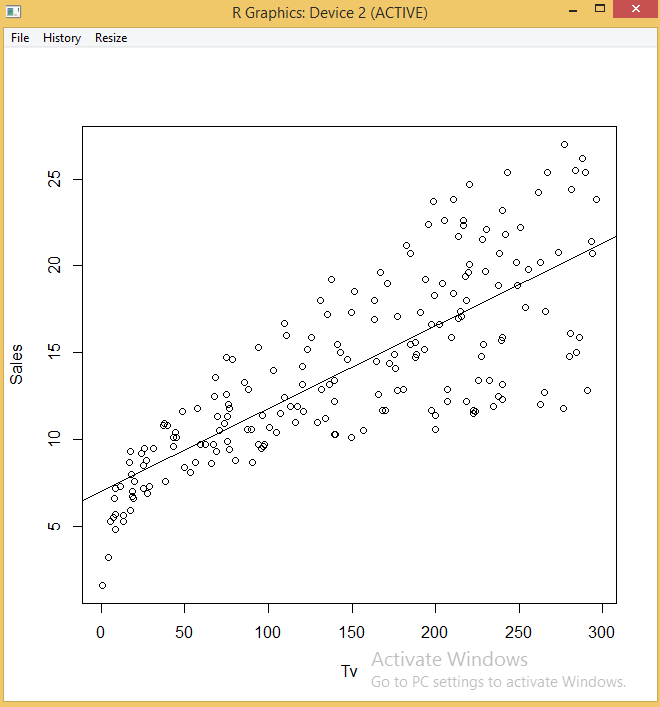 R Graphics: Device 2 (ACTIVE)
File History Resize
25
20
15
10
5
Sales
0 50 100 150 200 250 300
Tv
Activate Windows
Go to PC settings to activate Windows.